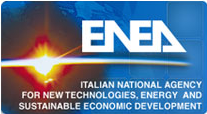 ENEA
ITALIAN NATIONAL AGENCY
FOR NEW TECHNOLOGIES, ENERGY AND
SUSTAINABLE ECONOMIC DEVELOPMENT